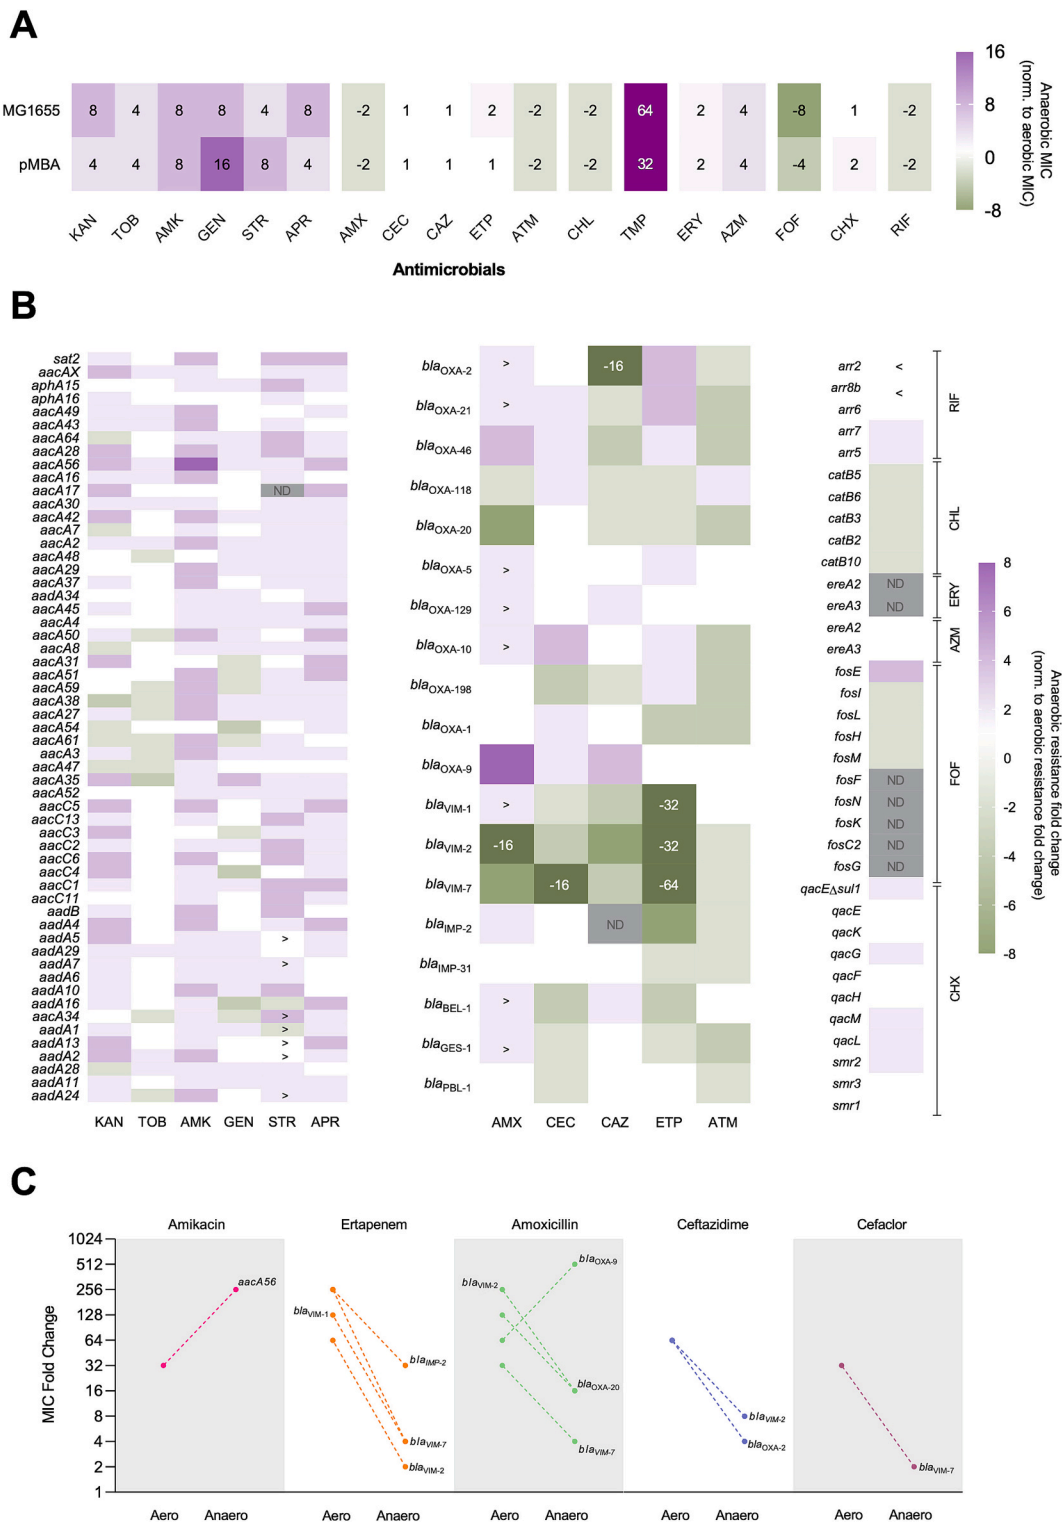 A
16
8
0
-8
Anaerobic MIC
(norm. to aerobic MIC)
MG1655 8 4 8 8 4 8 -2 1 1 2 -2 -2 64 2 4 -8 1 -2
pMBA 4 4 8 16 8 4 -2 1 1 1 -2 -2 32 2 4 -4 2 -2
KAN TOB AMK GEN STR APR AMX CEC CAZ ETP ATM CHL TMP ERY AZM FOF CHX RIF
Antimicrobials
B
sat2
aacAX
aphA15
aphA16
aacA49
aacA43
aacA64
aacA28
aacA56
aacA16
aacA17 ND
aacA30
aacA42
aacA7
aacA2
aacA48
aacA29
aacA37
aadA34
aacA45
aacA4
aacA50
aacA8
aacA31
aacA51
aacA59
aacA38
aacA27
aacA54
aacA61
aacA3
aacA47
aacA35
aacA52
aacC5
aacC13
aacC3
aacC2
aacC6
aacC4
aacC1
aacC11
aadB
aadA4
aadA5 >
aadA29
aadA7 >
aadA6
aadA10
aadA16
aacA34 >
aadA1 >
aadA13 >
aadA2 >
aadA28
aadA11
aadA24 >
KAN TOB AMK GEN STR APR
blaOXA-2 > -16
blaOXA-21 >
blaOXA-46
blaOXA-118
blaOXA-20
blaOXA-5 >
blaOXA-129 >
blaOXA-10 >
blaOXA-198
blaOXA-1
blaOXA-9
blaVIM-1 > -32
blaVIM-2 -16 -32
blaVIM-7 -16 -64
blaIMP-2 ND
blaIMP-31
blaBEL-1 >
blaGES-1 >
blaPBL-1
AMX CEC CAZ ETP ATM
arr2 <
arr8b <
arr6
arr7
arr5
catB5
catB6
catB3
catB2
catB10
ereA2 ND
ereA3 ND
ereA2
ereA3
fosE
fosI
fosL
fosH
fosM
fosF ND
fosN ND
fosK ND
fosC2 ND
fosG ND
qacE∆sul1
qacE
qacK
qacG
qacF
qacH
qacM
qacL
smr2
smr3
smr1
RIF
CHL
ERY
AZM
FOF
CHX
8
6
4
2
0
-2
-4
-6
-8
Anaerobic resistance fold change
(norm. to aerobic resistance fold change)
C
Amikacin Ertapenem Amoxicillin Ceftazidime Cefaclor
MIC Fold Change
1024
512
256
128
64
32
16
8
4
2
1
aacA56
blaVIM-1
blaIMP-2
blaVIM-7
blaVIM-2
blaVIM-2
blaOXA-9
blaOXA-20
blaVIM-7
blaVIM-2
blaOXA-2
blaVIM-7
Aero Anaero Aero Anaero Aero Anaero Aero Anaero Aero Anaero